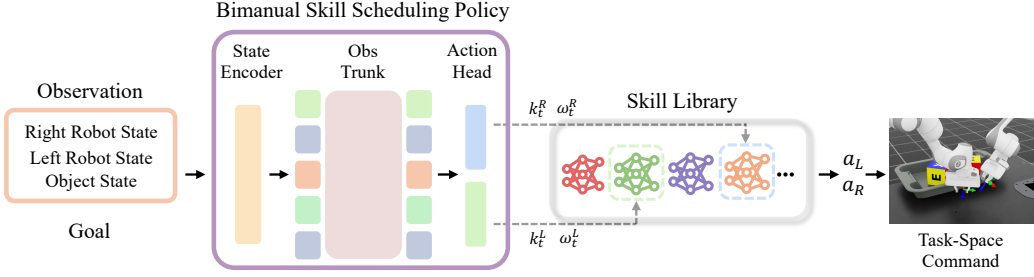 Bimanual Skill Scheduling Policy
Observation
Right Robot State
Left Robot State
Object State
Goal
State
Encoder
Obs
Trunk
Action
Head
k_t^R ω_t^R
k_t^L ω_t^L
Skill Library
...
a_L
a_R
E
Task-Space
Command